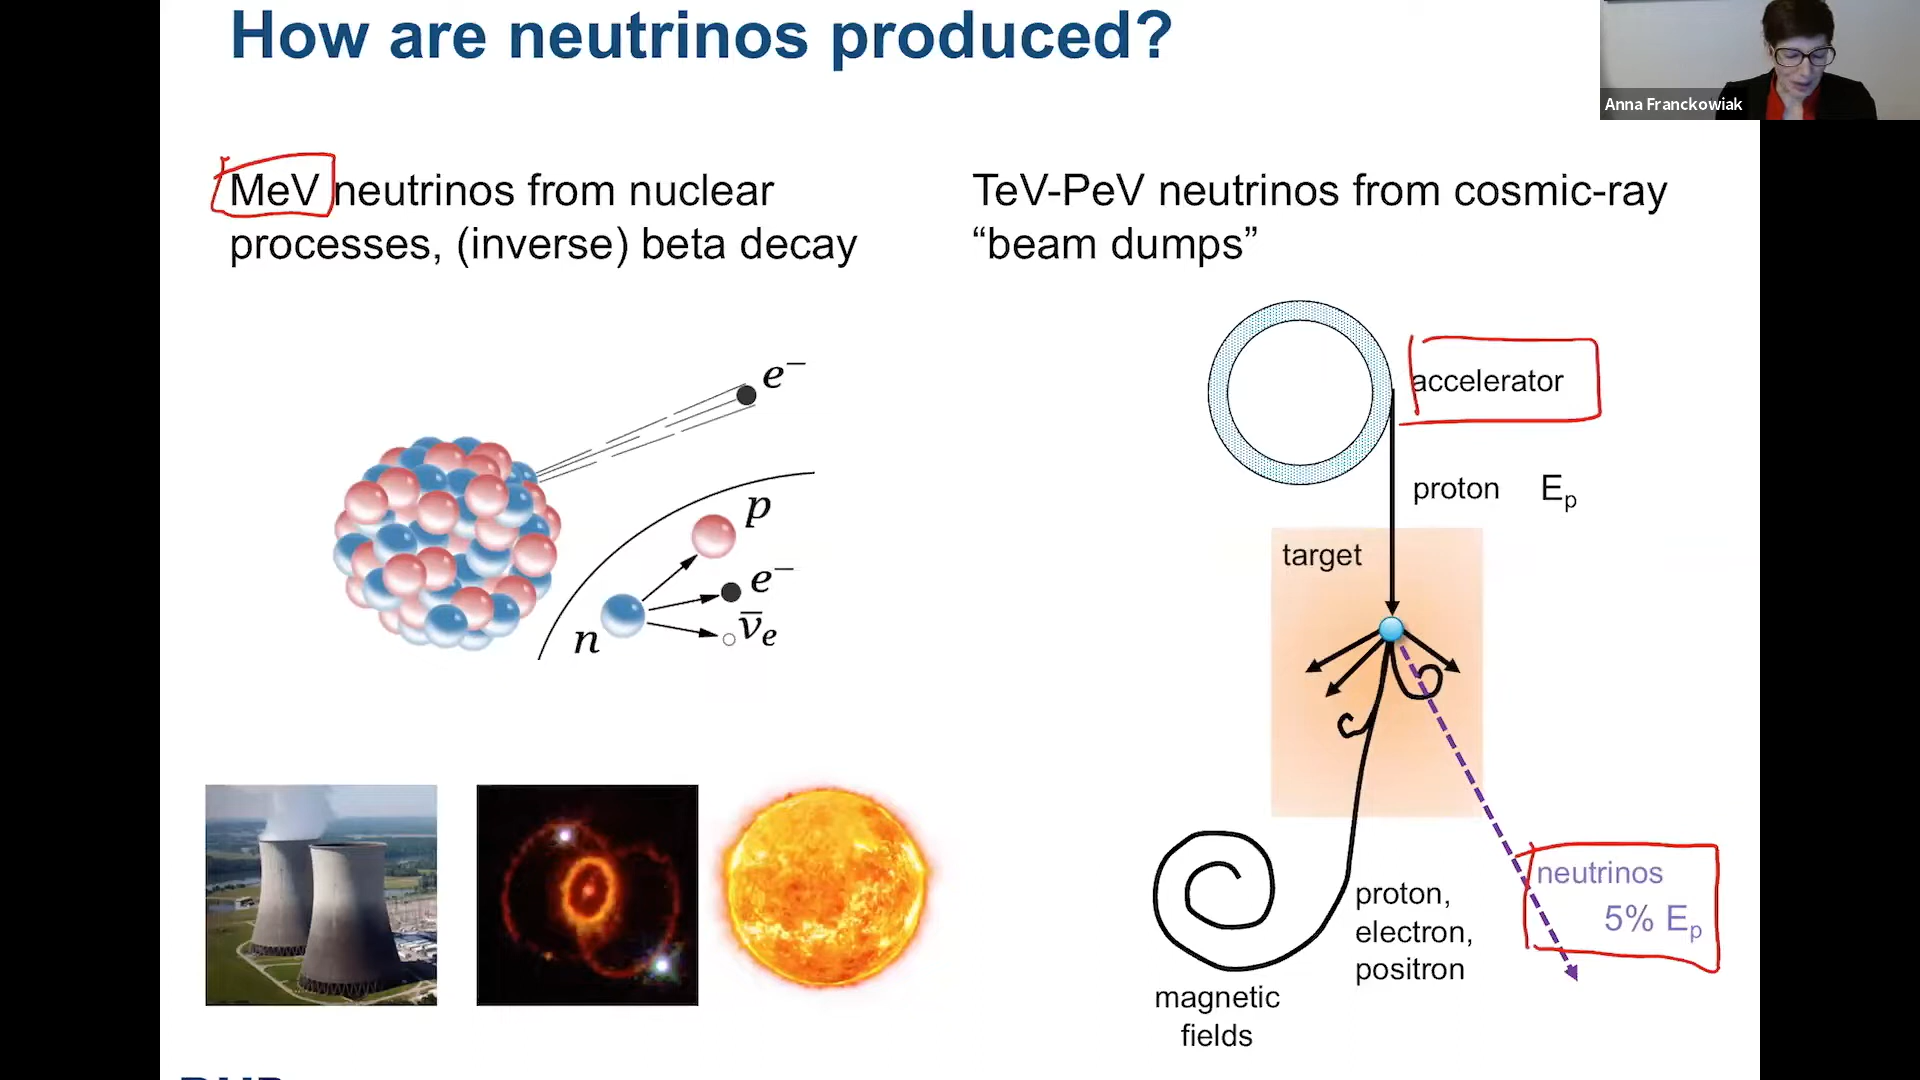 How are neutrinos produced?
Anna Franckowiak
MeV neutrinos from nuclear
processes, (inverse) beta decay
TeV-PeV neutrinos from cosmic-ray
“beam dumps”
e⁻
p
e⁻
n
ν̅ₑ
accelerator
proton Eₚ
target
neutrinos
5% Eₚ
proton,
electron,
positron
magnetic
fields